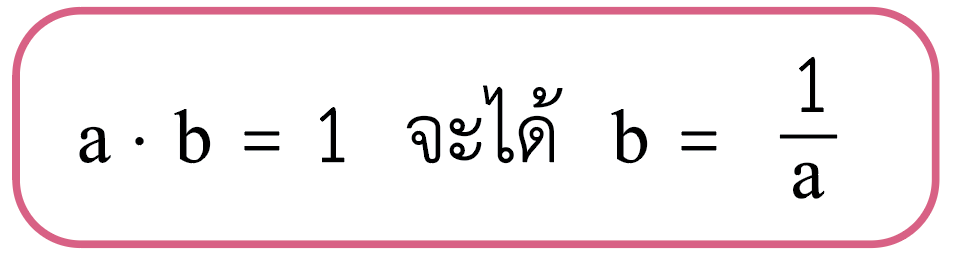 a · b = 1 จะได้ b = 1/a